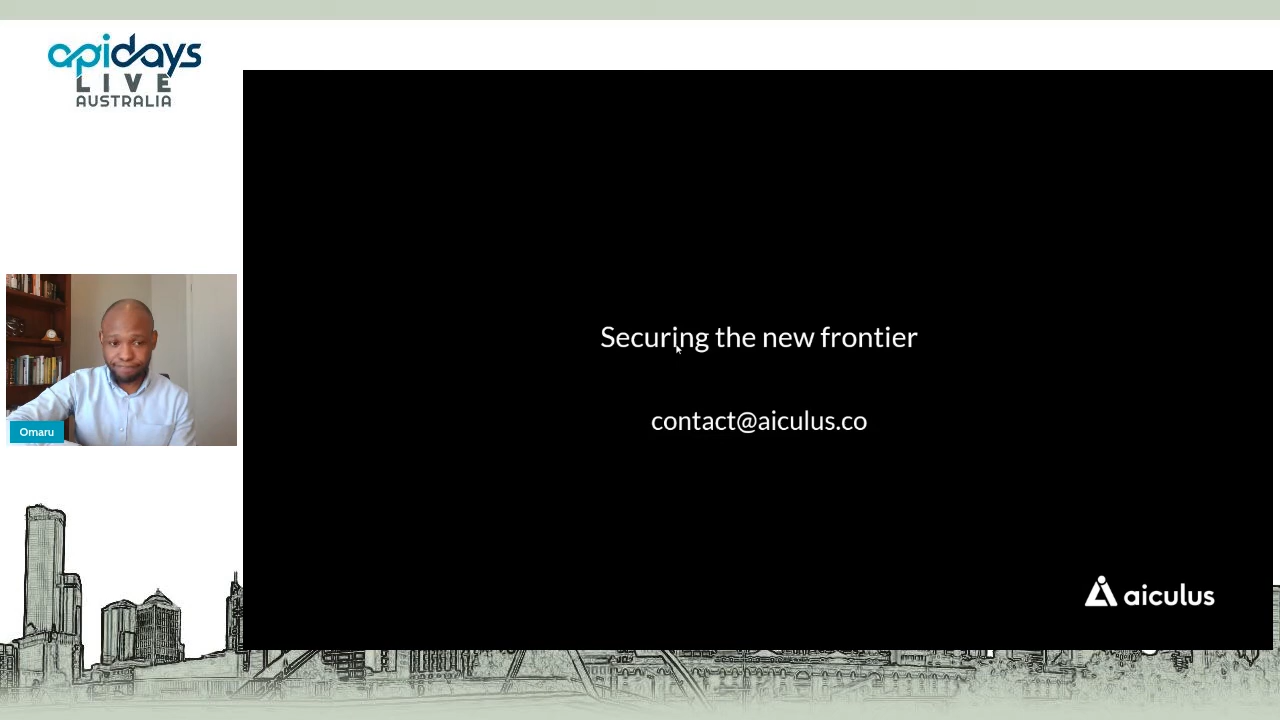 apidays
LIVE
AUSTRALIA
Securing the new frontier
contact@aiculus.co
Omaru
aiculus